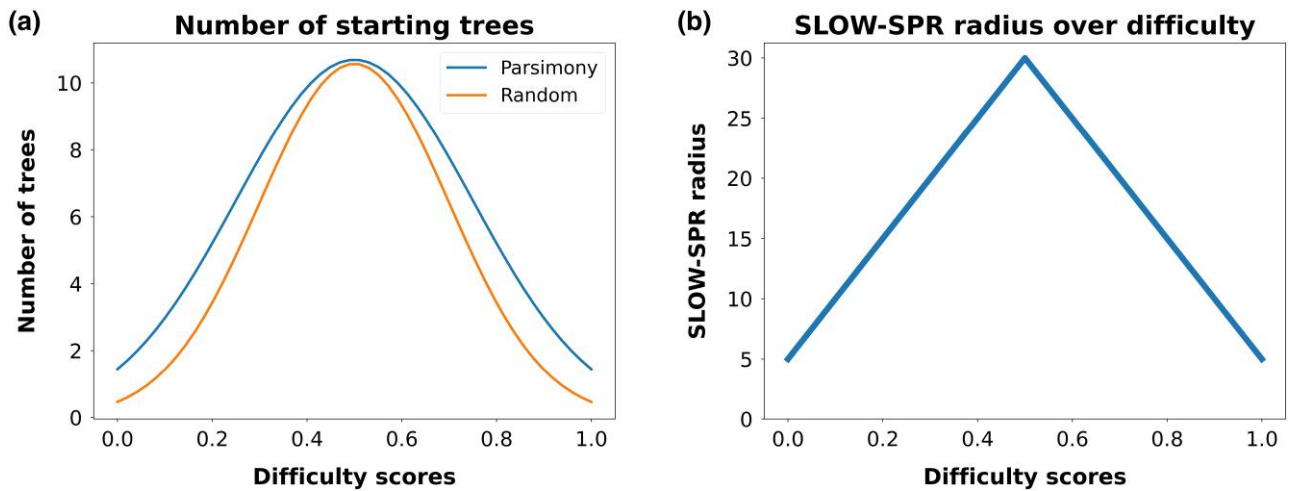 (a)
Number of starting trees
Parsimony
Random
10
8
6
4
2
0
Number of trees
0.0 0.2 0.4 0.6 0.8 1.0
Difficulty scores
(b)
SLOW-SPR radius over difficulty
30
25
20
15
10
5
0
SLOW-SPR radius
0.0 0.2 0.4 0.6 0.8 1.0
Difficulty scores